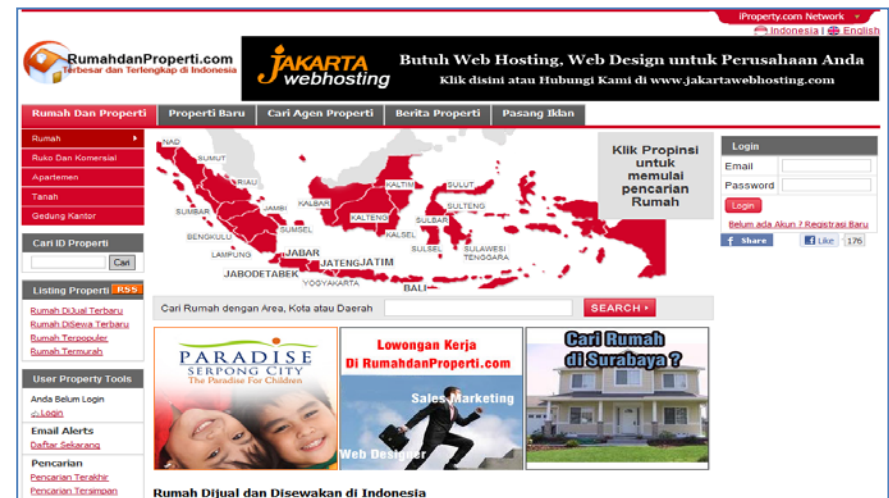 iProperty.com Network
Indonesia | English
RumahdanProperti.com
Terbesar dan Terlengkap di Indonesia
JAKARTA
webhosting
Butuh Web Hosting, Web Design untuk Perusahaan Anda
Klik disini atau Hubungi Kami di www.jakartawebhosting.com
Rumah Dan Properti
Properti Baru
Cari Agen Properti
Berita Properti
Pasang Iklan
Rumah
Ruko Dan Komersial
Apartemen
Tanah
Gedung Kantor
Cari ID Properti
Cari
Listing Properti RSS
Rumah DiJual Terbaru
Rumah DiSewa Terbaru
Rumah Terpopuler
Rumah Termurah
User Property Tools
Anda Belum Login
Login
Email Alerts
Daftar Sekarang
Pencarian
Pencarian Terakhir
Pencarian Tersimpan
NAD
SUMUT
RIAU
SUMBAR
JAMBI
BENGKULU
SUMSEL
LAMPUNG
JABAR
JABODETABEK
JATENG
JATIM
YOGYAKARTA
BALI
KALBAR
KALTENG
KALTIM
KALSEL
SULUT
SULTENG
SULBAR
SULSEL
SULAWESI
TENGGARA
Klik Propinsi
untuk
memulai
pencarian
Rumah
Cari Rumah dengan Area, Kota atau Daerah
SEARCH
PARADISE
SERPONG CITY
The Paradise For Children
Lowongan Kerja
Di RumahdanProperti.com
Sales Marketing
Web Designer
Cari Rumah
di Surabaya ?
Rumah Dijual dan Disewakan di Indonesia
Login
Email
Password
Login
Belum ada Akun ? Registrasi Baru
f Share
Like
176